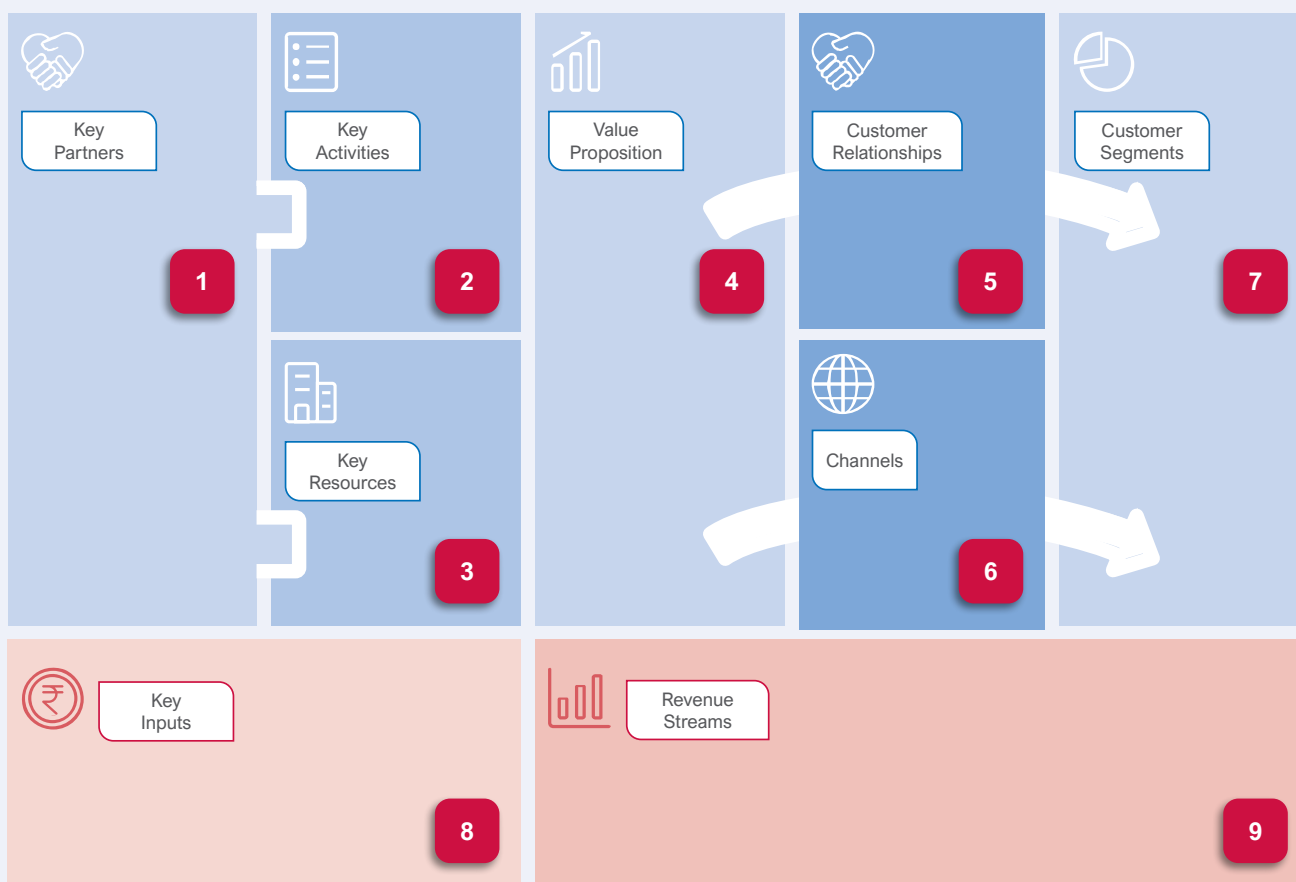 Key
Partners
1
Key
Activities
2
Key
Resources
3
Value
Proposition
4
Customer
Relationships
5
Channels
6
Customer
Segments
7
₹
Key
Inputs
8
Revenue
Streams
9